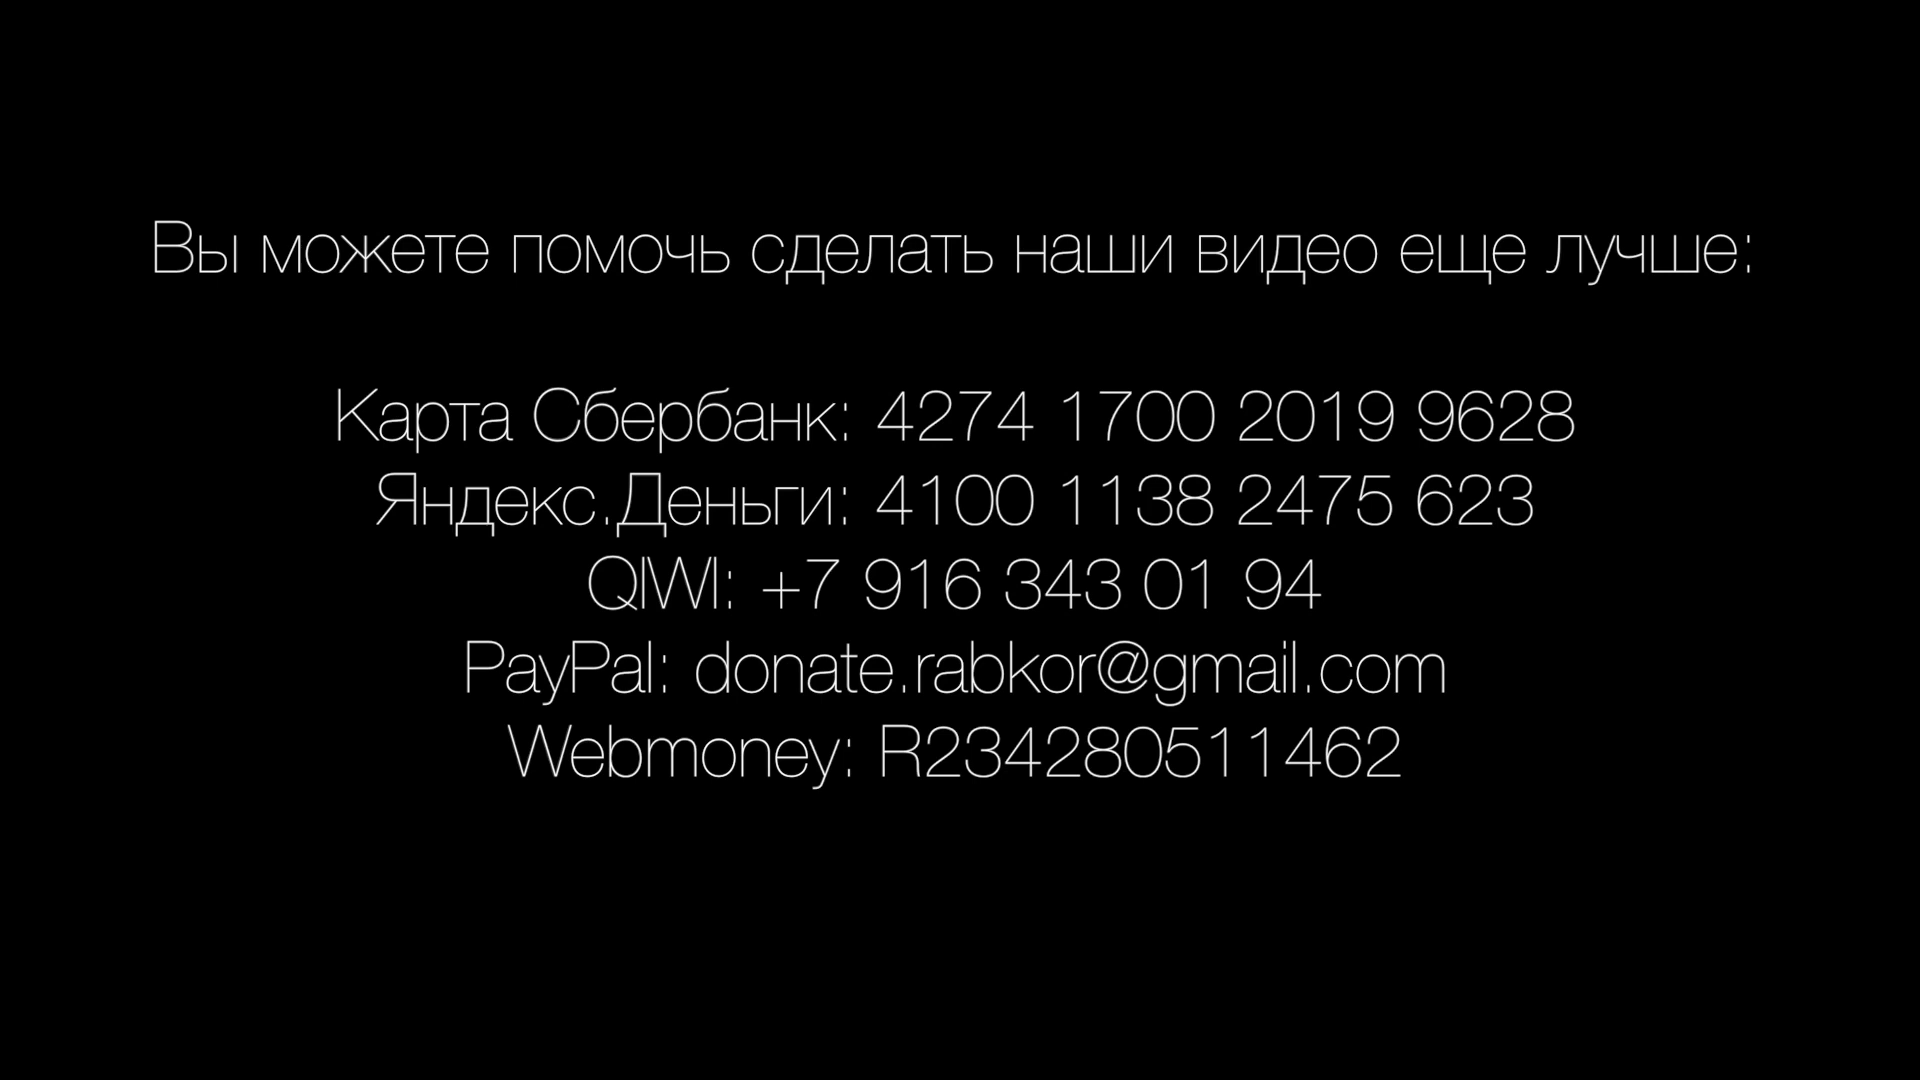 Вы можете помочь сделать наши видео еще лучше:
Карта Сбербанк: 4274 1700 2019 9628
Яндекс.Деньги: 4100 1138 2475 623
QIWI: +7 916 343 01 94
PayPal: donate.rabkor@gmail.com
Webmoney: R234280511462